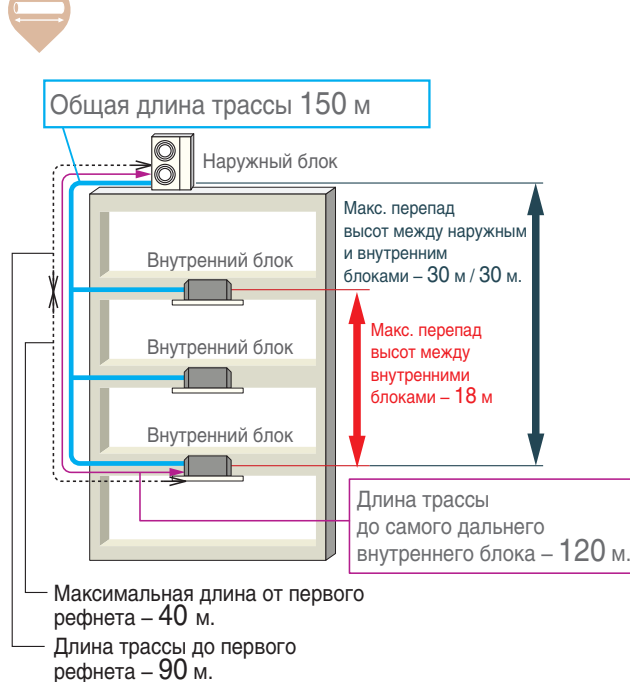 Общая длина трассы 150 м
Наружный блок
Макс. перепад
высот между наружным
и внутренним
блоками – 30 м / 30 м.
Внутренний блок
Макс. перепад
высот между
внутренними
блоками – 18 м
Внутренний блок
Внутренний блок
Длина трассы
до самого дальнего
внутреннего блока – 120 м.
Максимальная длина от первого
рефнета – 40 м.
Длина трассы до первого
рефнета – 90 м.